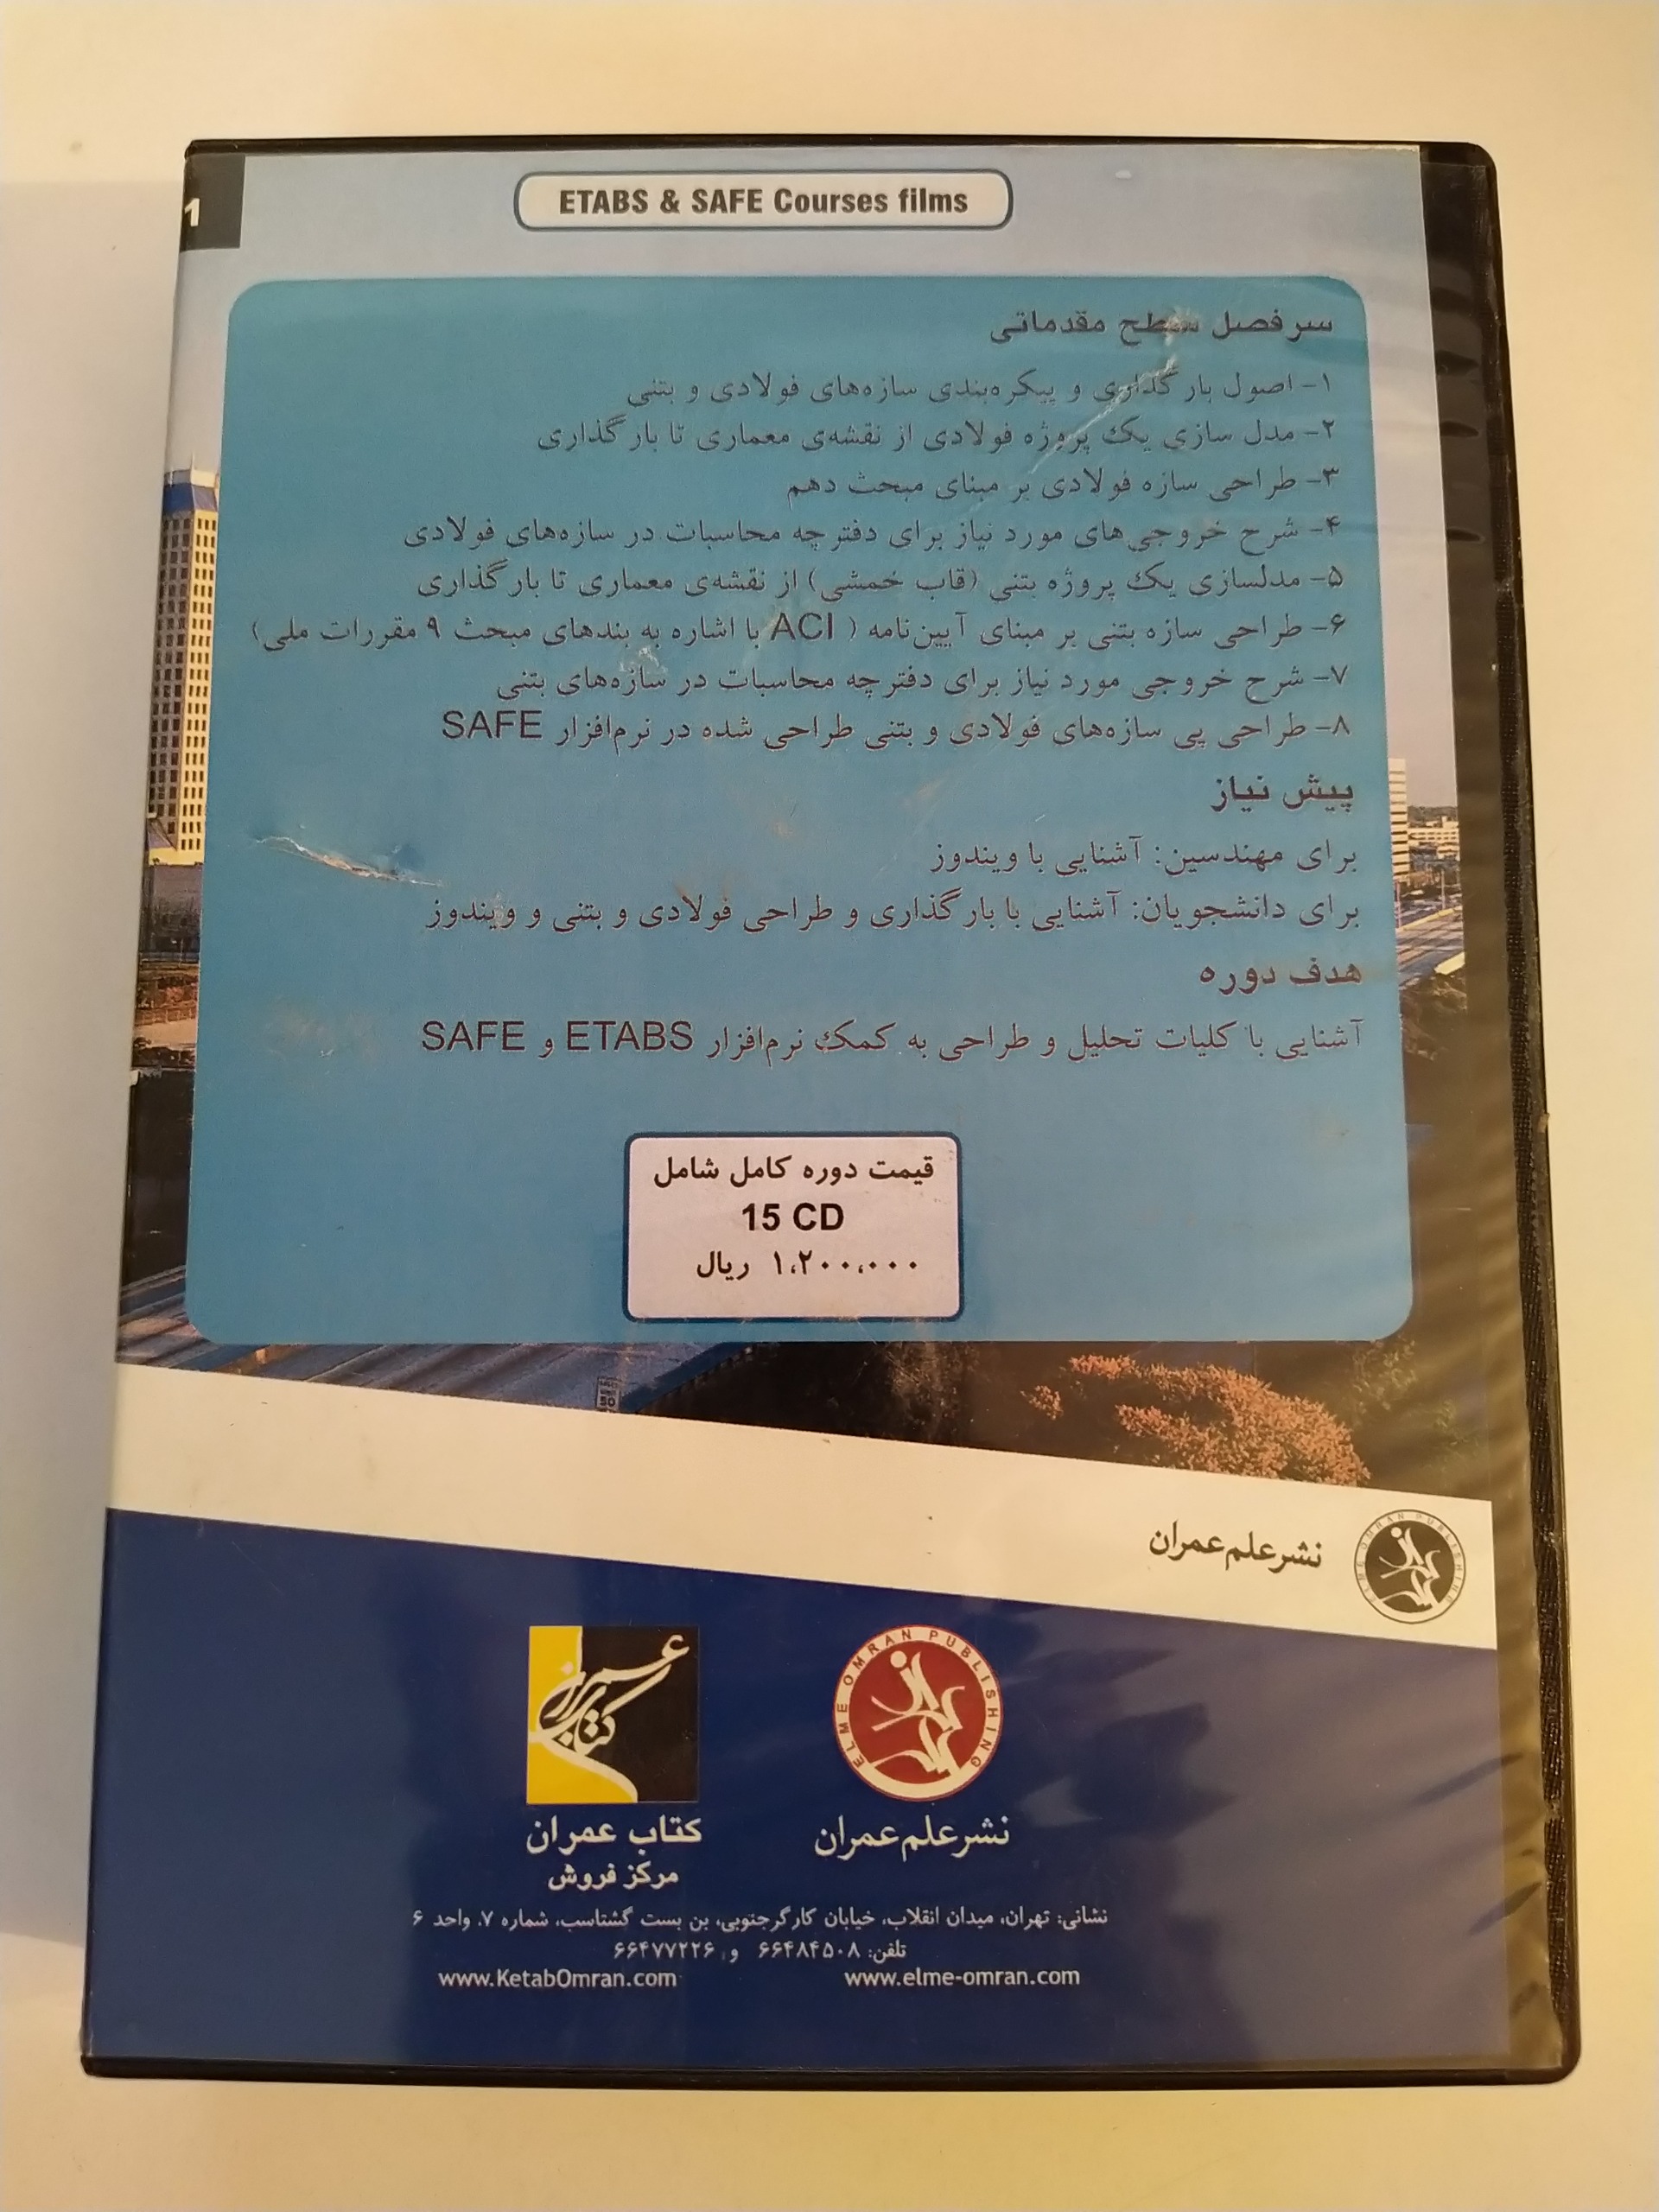 1
ETABS & SAFE Courses films
سرفصل سطح مقدماتی
۱- اصول بارگذاری و پیکره‌بندی سازه‌های فولادی و بتنی
۲- مدل سازی یک پروژه فولادی از نقشه‌ی معماری تا بارگذاری
۳- طراحی سازه فولادی بر مبنای مبحث دهم
۴- شرح خروجی‌های مورد نیاز برای دفترچه محاسبات در سازه‌های فولادی
۵- مدلسازی یک پروژه بتنی (قاب خمشی) از نقشه‌ی معماری تا بارگذاری
۶- طراحی سازه بتنی بر مبنای آیین‌نامه ( ACI با اشاره به بندهای مبحث ۹ مقررات ملی)
۷- شرح خروجی مورد نیاز برای دفترچه محاسبات در سازه‌های بتنی
۸- طراحی پی سازه‌های فولادی و بتنی طراحی شده در نرم‌افزار SAFE
پیش نیاز
برای مهندسین: آشنایی با ویندوز
برای دانشجویان: آشنایی با بارگذاری و طراحی فولادی و بتنی و ویندوز
هدف دوره
آشنایی با کلیات تحلیل و طراحی به کمک نرم‌افزار ETABS و SAFE
قیمت دوره کامل شامل
15 CD
۱،۲۰۰،۰۰۰ ریال
ELME OMRAN PUBLISHING
نشر علم عمران
ELME OMRAN PUBLISHING
نشر علم عمران
کتاب عمران
کتاب عمران
مرکز فروش
نشانی: تهران، میدان انقلاب، خیابان کارگرجنوبی، بن بست گشتاسب، شماره ۷، واحد ۶
تلفن: ۶۶۴۸۴۵۰۸ و ۶۶۴۷۷۲۲۶
www.KetabOmran.com www.elme-omran.com